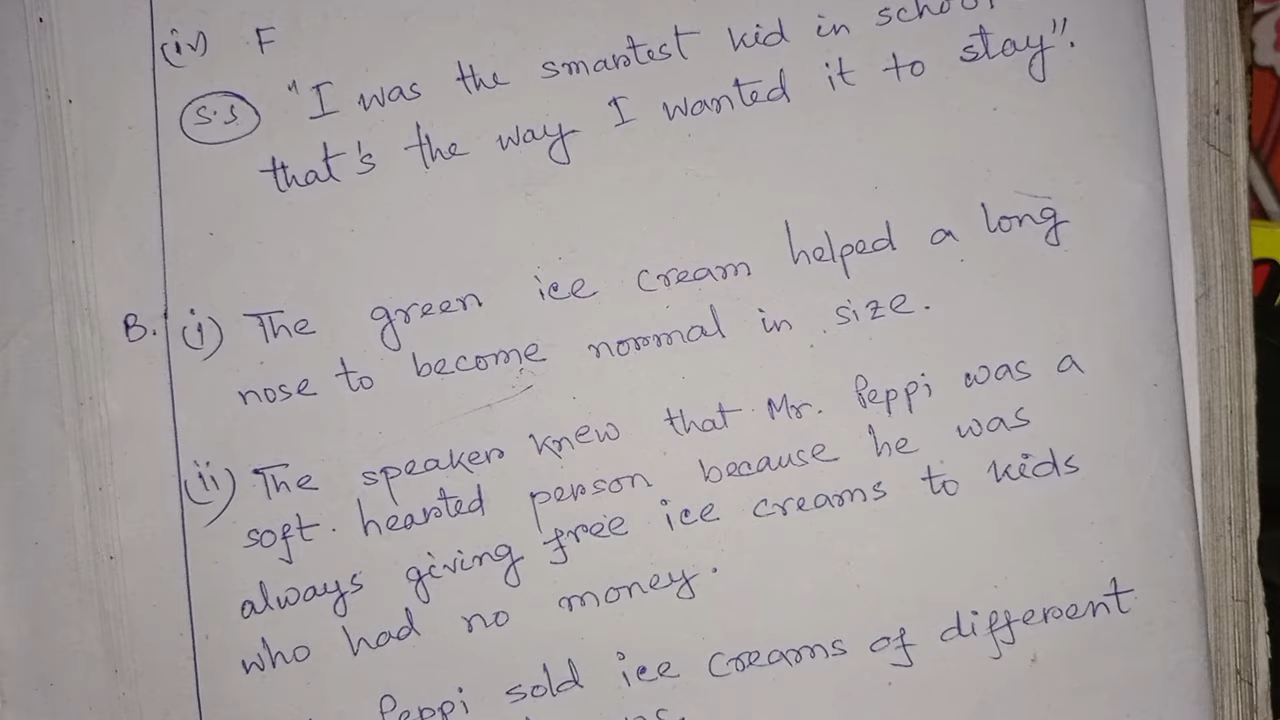 (iv) F
S.S "I was the smartest kid in school
that's the way I wanted it to stay".
B. (i) The green ice cream helped a long
nose to become normal in size.
(ii) The speaker knew that Mr. Peppi was a
soft hearted person because he was
always giving free ice creams to kids
who had no money.
Peppi sold ice creams of different